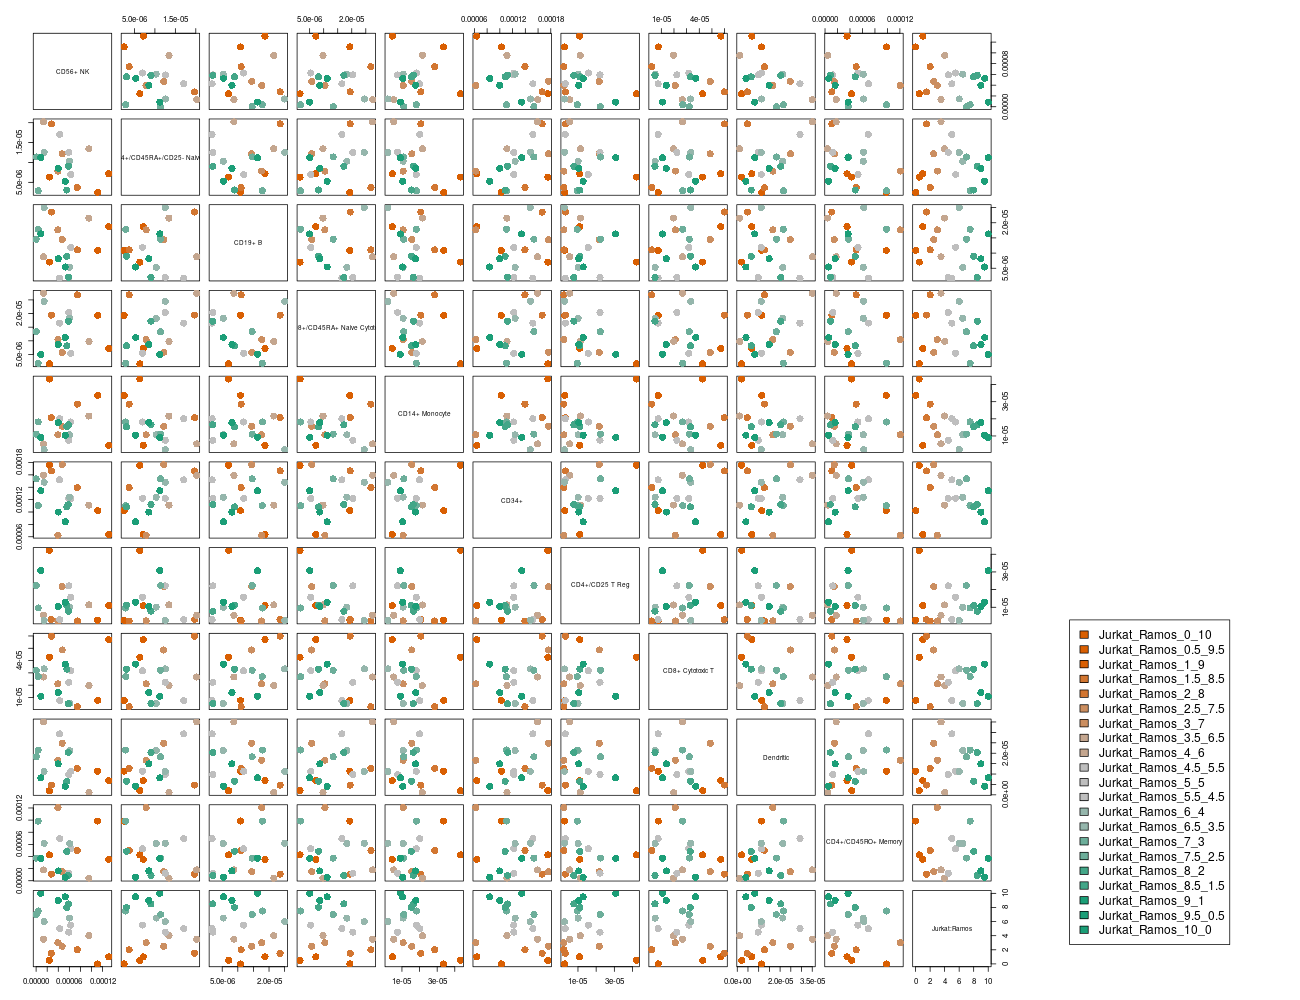 5.0e-06 1.5e-05 5.0e-06 2.0e-05 0.00006 0.00012 0.00018 1e-05 4e-05 0.00000 0.00006 0.00012
CD56+ NK
0.00000 0.00008
5.0e-06 1.5e-05
4+/CD45RA+/CD25- Naiv
CD19+ B
5.0e-06 2.0e-05
5.0e-06 2.0e-05
8+/CD45RA+ Naive Cytot
CD14+ Monocyte
1e-05 3e-05
0.00006 0.00012 0.00018
CD34+
CD4+/CD25 T Reg
1e-05 3e-05
1e-05 4e-05
CD8+ Cytotoxic T
Dendritic
0.0e+00 2.0e-05
0.00000 0.00006 0.00012
CD4+/CD45RO+ Memory
Jurkat:Ramos
0 2 4 6 8 10
0.00000 0.00006 0.00012 5.0e-06 2.0e-05 1e-05 3e-05 1e-05 3e-05 0.0e+00 2.0e-05 3.5e-05 0 2 4 6 8 10
Jurkat_Ramos_0_10
Jurkat_Ramos_0.5_9.5
Jurkat_Ramos_1_9
Jurkat_Ramos_1.5_8.5
Jurkat_Ramos_2_8
Jurkat_Ramos_2.5_7.5
Jurkat_Ramos_3_7
Jurkat_Ramos_3.5_6.5
Jurkat_Ramos_4_6
Jurkat_Ramos_4.5_5.5
Jurkat_Ramos_5_5
Jurkat_Ramos_5.5_4.5
Jurkat_Ramos_6_4
Jurkat_Ramos_6.5_3.5
Jurkat_Ramos_7_3
Jurkat_Ramos_7.5_2.5
Jurkat_Ramos_8_2
Jurkat_Ramos_8.5_1.5
Jurkat_Ramos_9_1
Jurkat_Ramos_9.5_0.5
Jurkat_Ramos_10_0